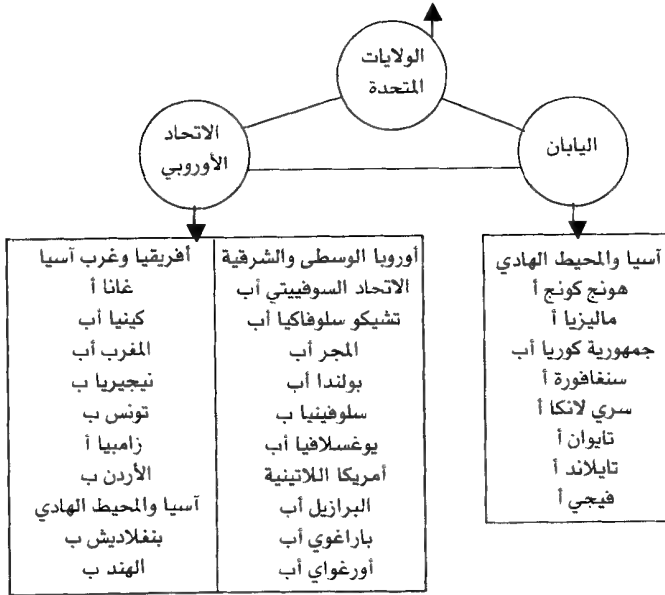 الولايات
المتحدة
الاتحاد
الأوروبي
اليابان
آسيا والمحيط الهادي
هونج كونج أ
ماليزيا أ
جمهورية كوريا أب
سنغافورة أ
سري لانكا أ
تايوان أ
تايلاند أ
فيجي أ
أوروبا الوسطى والشرقية
الاتحاد السوفييتي أب
تشيكو سلوفاكيا أب
المجر أب
بولندا أب
سلوفينيا ب
يوغسلافيا أب
أمريكا اللاتينية
البرازيل أب
باراغوي أب
أورغواي أب
أفريقيا وغرب آسيا
غانا أ
كينيا أب
المغرب أب
نيجيريا ب
تونس ب
زامبيا أ
الأردن ب
آسيا والمحيط الهادي
بنغلاديش ب
الهند ب